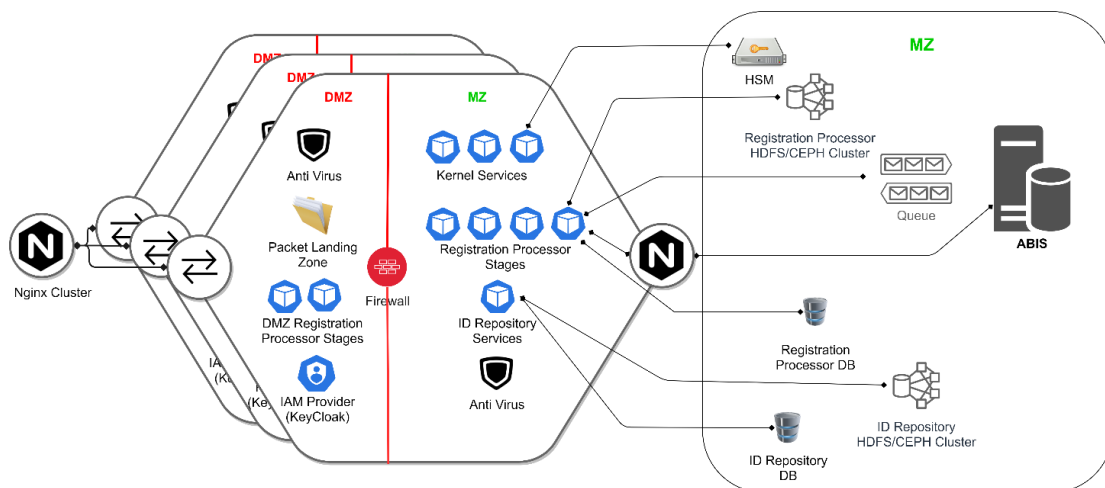 DMZ
DMZ
DMZ
MZ
MZ
Anti Virus
Kernel Services
HSM
Registration Processor
HDFS/CEPH Cluster
Packet Landing
Zone
Registration Processor
Stages
Queue
ABIS
N
Nginx Cluster
N
Firewall
DMZ Registration
Processor Stages
ID Repository
Services
Registration
Processor DB
IAM Provider
(KeyCloak)
Anti Virus
ID Repository
HDFS/CEPH Cluster
ID Repository
DB